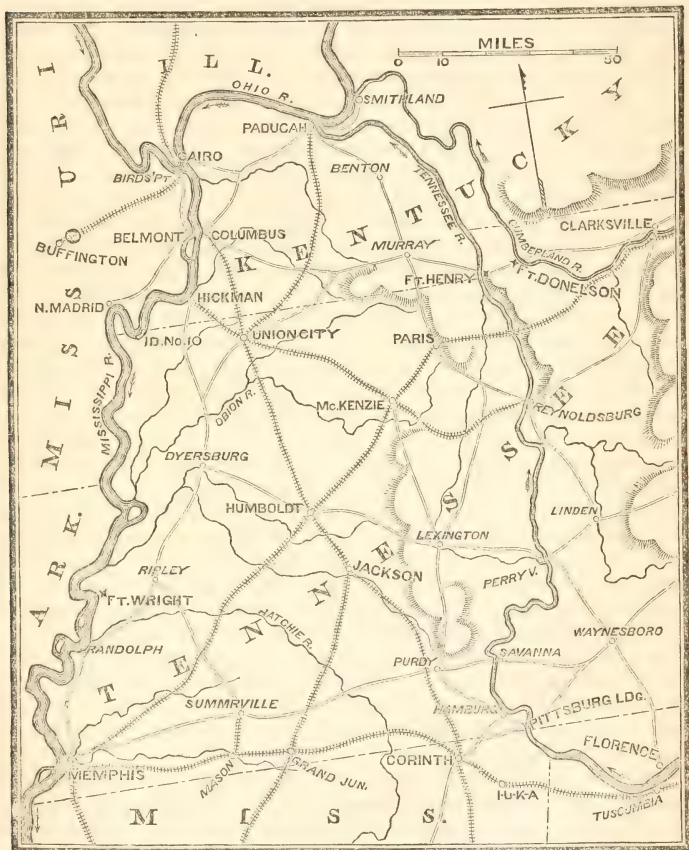 MILES
0 10 50
ILL.
MISSOURI
OHIO R.
SMITHLAND
PADUCAH
CAIRO
BIRDS PT.
BENTON
TENNESSEE R.
KENTUCKY
CUMBERLAND R.
CLARKSVILLE
BELMONT
COLUMBUS
BUFFINGTON
MURRAY
FT. HENRY
FT. DONELSON
HICKMAN
N. MADRID
ID. No. 10
UNION CITY
PARIS
MISSISSIPPI R.
OBION R.
MC. KENZIE
REYNOLDSBURG
DYERSBURG
HUMBOLDT
LINDEN
LEXINGTON
ARK.
RIPLEY
JACKSON
PERRY V.
FT. WRIGHT
HATCHIE R.
WAYNESBORO
RANDOLPH
TENNESSEE
PURDY
SAVANNA
SUMMRVILLE
HAMBURG
PITTSBURG LDG.
FLORENCE
MEMPHIS
MASON
GRAND JUN.
CORINTH
I-U-K-A
TUSCUMBIA
MISS.